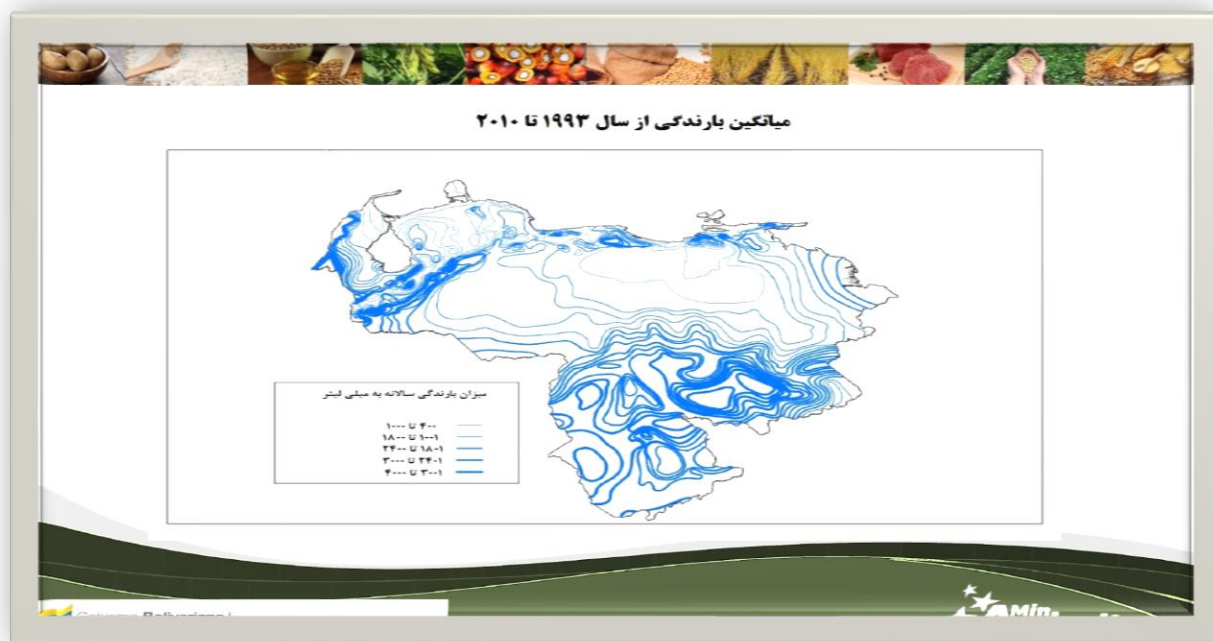 میانگین بارندگی از سال ۱۹۹۳ تا ۲۰۱۰
میزان بارندگی سالانه به میلی لیتر
۴۰۰ تا ۱۰۰۰
۱۰۰۱ تا ۱۸۰۰
۱۸۰۱ تا ۲۴۰۰
۲۴۰۱ تا ۳۰۰۰
۳۰۰۱ تا ۴۰۰۰
Min.